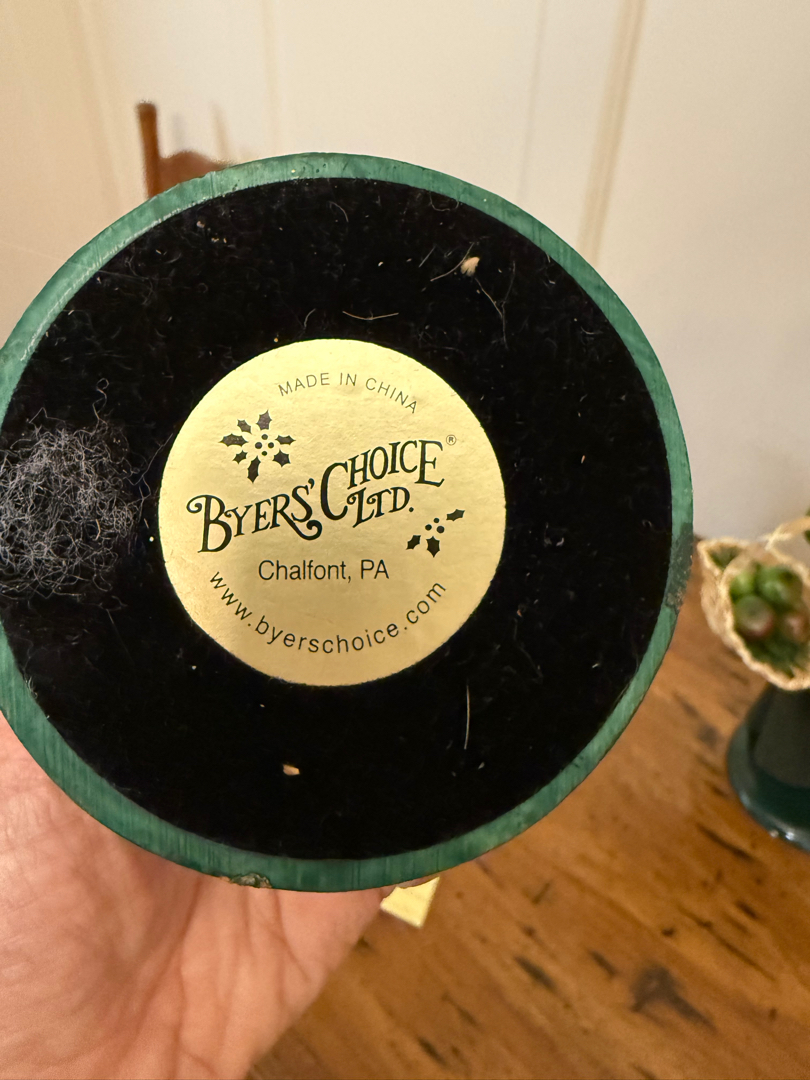 MADE IN CHINA
BYERS' CHOICE®
LTD.
Chalfont, PA
www.byerschoice.com